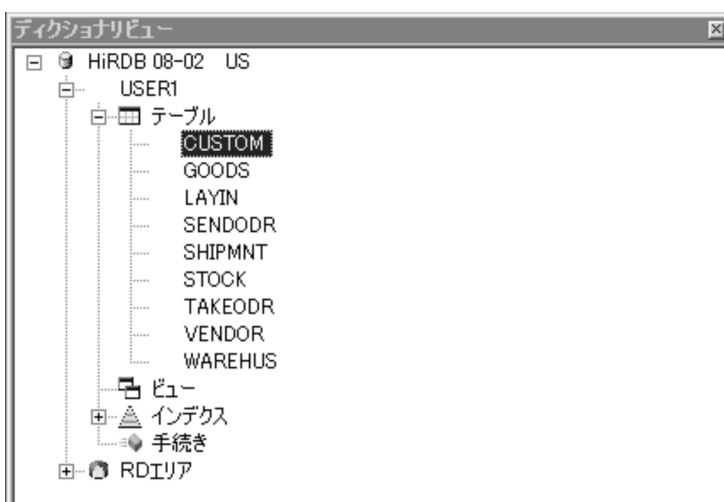 ディクショナリビュー
HiRDB 08-02 US
USER1
テーブル
CUSTOM
GOODS
LAYIN
SENDODR
SHIPMNT
STOCK
TAKEODR
VENDOR
WAREHUS
ビュー
インデクス
手続き
RDエリア